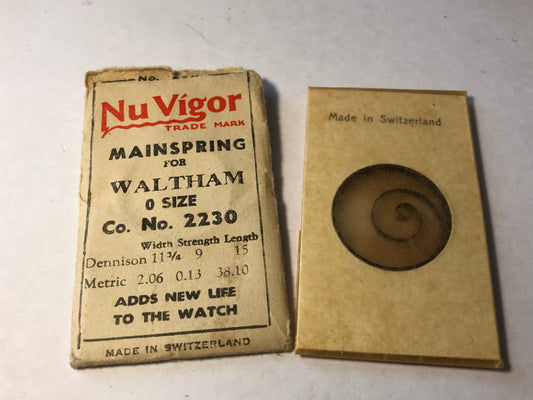 No.
Nu Vigor
TRADE MARK
MAINSPRING
FOR
WALTHAM
0 SIZE
Co. No. 2230
Width Strength Length
Dennison 11 3/4 9 15
Metric 2.06 0.13 38.10
ADDS NEW LIFE
TO THE WATCH
MADE IN SWITZERLAND
Made in Switzerland